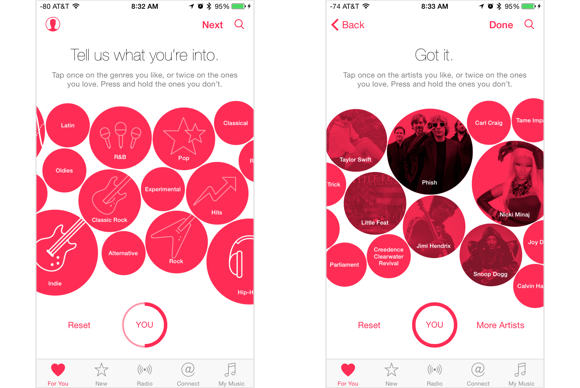 -80 AT&T 8:32 AM 95%
Next
Tell us what you're into.
Tap once on the genres you like, or twice on the ones
you love. Press and hold the ones you don't.
Latin
R&B
Pop
Classical
Oldies
Experimental
Classic Rock
Hits
Alternative
Rock
Indie
Hip-H
Reset
YOU
For You
New
Radio
Connect
My Music
-74 AT&T 8:33 AM 95%
Back
Done
Got it.
Tap once on the artists you like, or twice on the ones
you love. Press and hold the ones you don't.
Carl Craig
Tame Imp
Taylor Swift
Phish
Trick
Nicki Minaj
Little Feat
Jimi Hendrix
Joy D
Creedence
Clearwater
Revival
Parliament
Snoop Dogg
Calvin Ha
Reset
YOU
More Artists
For You
New
Radio
Connect
My Music